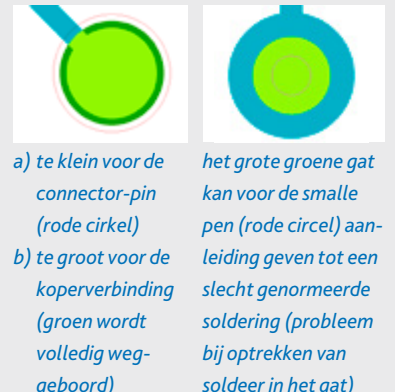 a) te klein voor de
connector-pin
(rode cirkel)
b) te groot voor de
koperverbinding
(groen wordt
volledig weg-
geboord)
het grote groene gat
kan voor de smalle
pen (rode circel) aan-
leiding geven tot een
slecht genormeerde
soldering (probleem
bij optrekken van
soldeer in het gat)